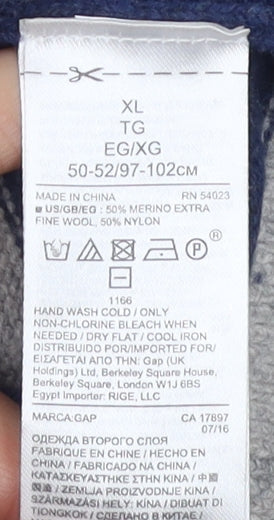 XL
TG
EG/XG
50-52/97-102CM
MADE IN CHINA RN 54023
US/GB/EG : 50% MERINO EXTRA
FINE WOOL, 50% NYLON
P ®
1166
HAND WASH COLD / ONLY
NON-CHLORINE BLEACH WHEN
NEEDED / DRY FLAT / COOL IRON
DISTRIBUIDO POR/IMPORTED FOR/
ΕΙΣΑΓΕΤΑΙ ΑΠΟ ΤΗΝ: Gap (UK
Holdings) Ltd, Berkeley Square House,
Berkeley Square, London W1J 6BS
Egypt Importer: RIGE, LLC
MARCA:GAP CA 17897
07/16
ОДЕЖДА ВТОРОГО СЛОЯ
FABRIQUE EN CHINE / HECHO EN
CHINA / FABRICADO NA CHINA /
ΚΑΤΑΣΚΕΥΑΣΤΗΚΕ ΣΤΗΝ ΚΙΝΑ / 中國
製造 / ZEMLJA PROIZVODNJE KINA /
SZÁRMAZÁSI HELY: KÍNA / DIBUAT DI
TIONGKOK / СДЕЛАНО В КИТАЕ /